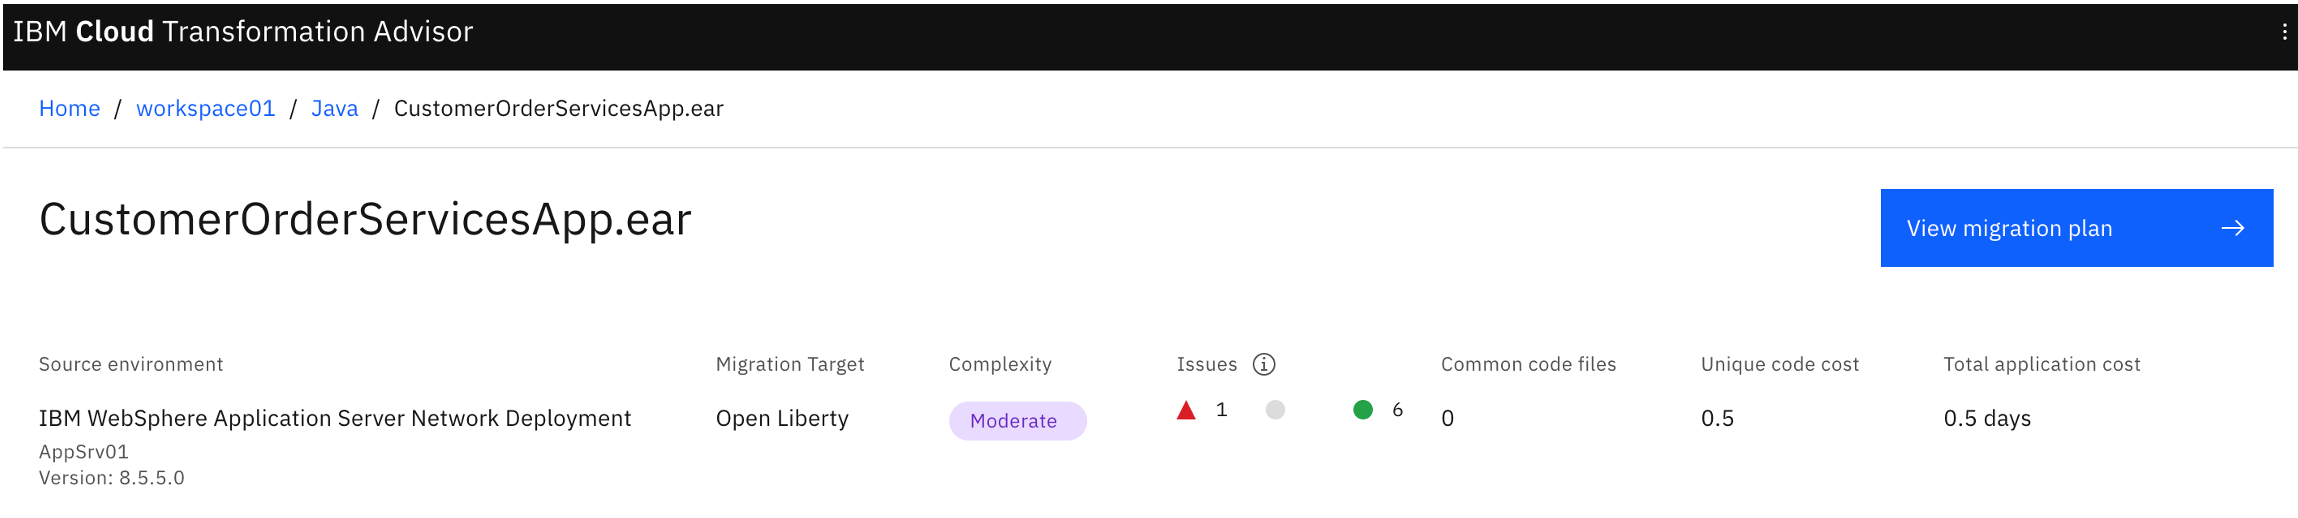 IBM Cloud Transformation Advisor
Home / workspace01 / Java / CustomerOrderServicesApp.ear
CustomerOrderServicesApp.ear
View migration plan
Source environment Migration Target Complexity Issues Common code files Unique code cost Total application cost
IBM WebSphere Application Server Network Deployment Open Liberty Moderate 1 6 0 0.5 0.5 days
AppSrv01
Version: 8.5.5.0